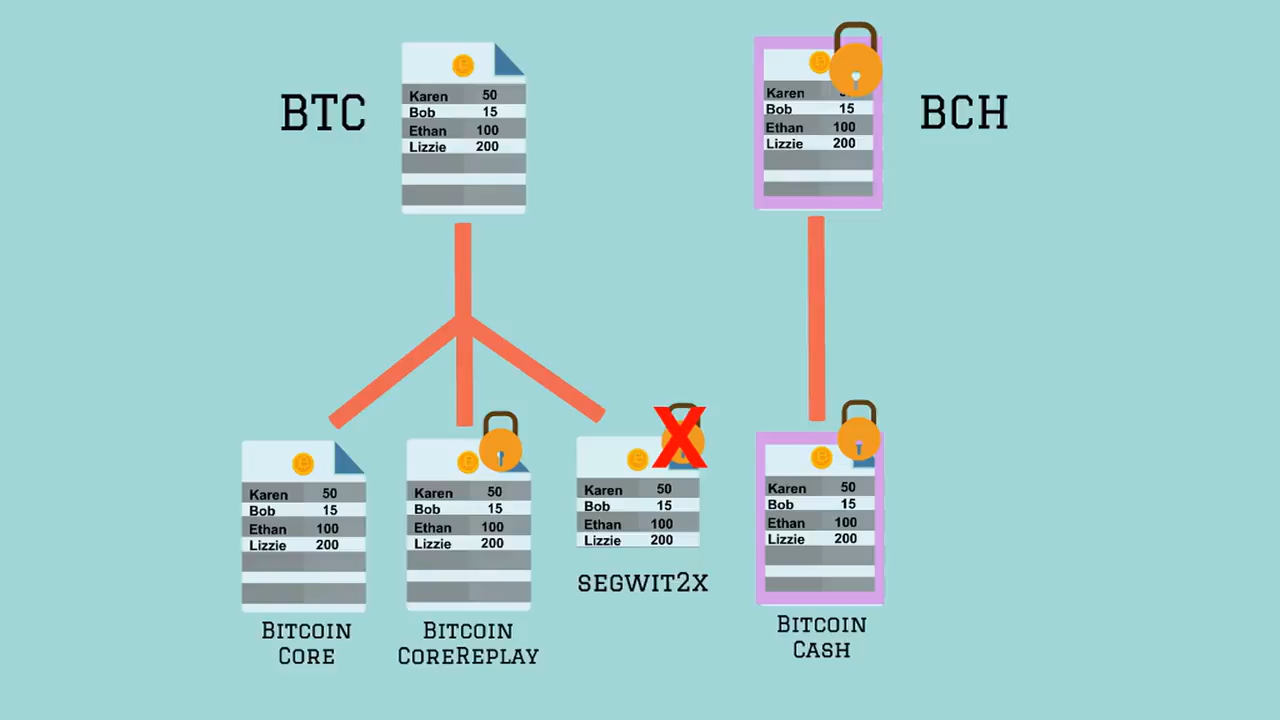 BTC
Karen 50
Bob 15
Ethan 100
Lizzie 200
BCH
Karen
Bob 15
Ethan 100
Lizzie 200
Karen 50
Bob 15
Ethan 100
Lizzie 200
Bitcoin
Core
Karen 50
Bob 15
Ethan 100
Lizzie 200
Bitcoin
CoreReplay
X
Karen 50
Bob 15
Ethan 100
Lizzie 200
segwit2x
Karen 50
Bob 15
Ethan 100
Lizzie 200
Bitcoin
Cash